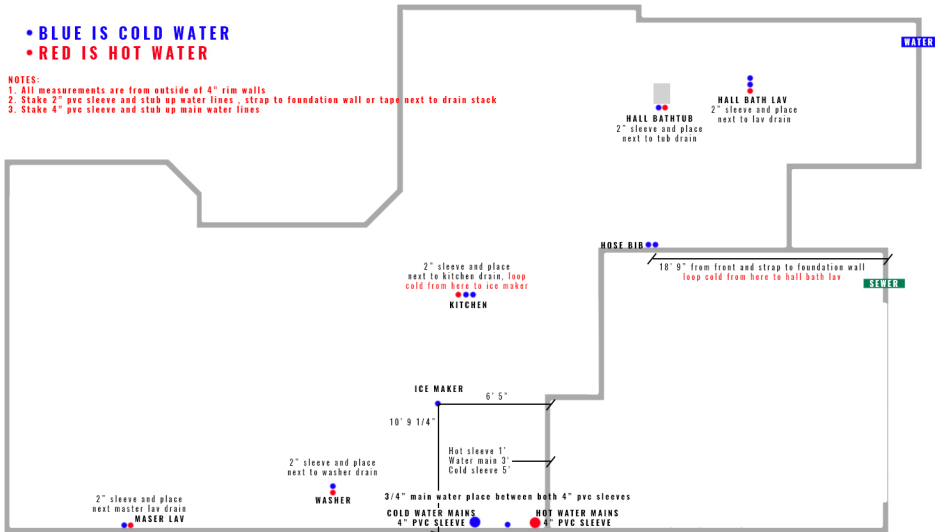 BLUE IS COLD WATER
RED IS HOT WATER
NOTES:
1. All measurements are from outside of 4" rim walls
2. Stake 2" pvc sleeve and stub up water lines , strap to foundation wall or tape next to drain stack
3. Stake 4" pvc sleeve and stub up main water lines
WATER
HALL BATH LAV
2" sleeve and place
next to lav drain
HALL BATHTUB
2" sleeve and place
next to tub drain
HOSE BIB
18' 9" from front and strap to foundation wall
loop cold from here to hall bath lav
SEWER
2" sleeve and place
next to kitchen drain, loop
cold from here to ice maker
KITCHEN
ICE MAKER
6' 5"
10' 9 1/4"
Hot sleeve 1'
Water main 3'
Cold sleeve 5'
2" sleeve and place
next to washer drain
WASHER
3/4" main water place between both 4" pvc sleeves
2" sleeve and place
next master lav drain
MASER LAV
COLD WATER MAINS
4" PVC SLEEVE
HOT WATER MAINS
4" PVC SLEEVE